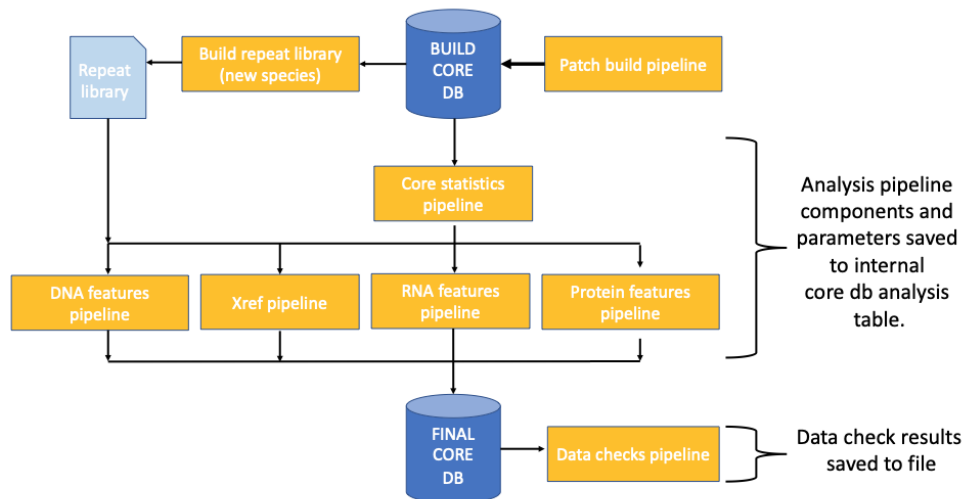 Repeat
library
Build repeat library
(new species)
BUILD
CORE
DB
Patch build pipeline
Core statistics
pipeline
DNA features
pipeline
Xref pipeline
RNA features
pipeline
Protein features
pipeline
Analysis pipeline
components and
parameters saved
to internal
core db analysis
table.
FINAL
CORE
DB
Data checks pipeline
Data check results
saved to file